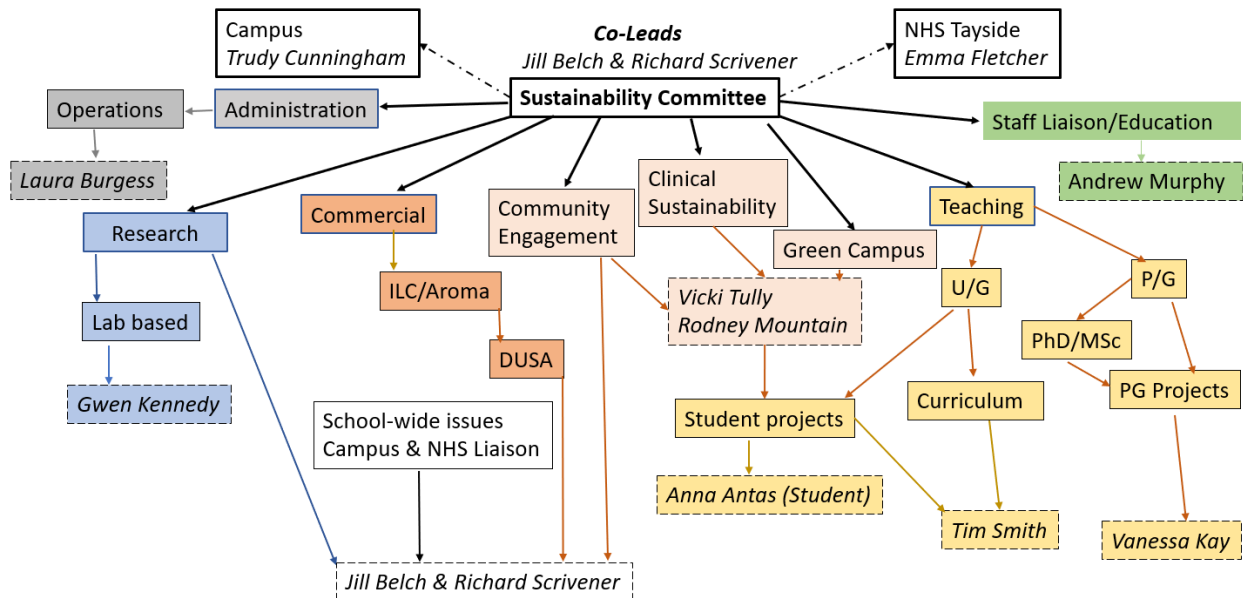 Campus
Trudy Cunningham
Co-Leads
Jill Belch & Richard Scrivener
NHS Tayside
Emma Fletcher
Sustainability Committee
Operations
Administration
Staff Liaison/Education
Laura Burgess
Andrew Murphy
Research
Commercial
Community
Engagement
Clinical
Sustainability
Green Campus
Teaching
Lab based
ILC/Aroma
Vicki Tully
Rodney Mountain
U/G
P/G
DUSA
PhD/MSc
Gwen Kennedy
PG Projects
School-wide issues
Campus & NHS Liaison
Student projects
Curriculum
Anna Antas (Student)
Tim Smith
Vanessa Kay
Jill Belch & Richard Scrivener